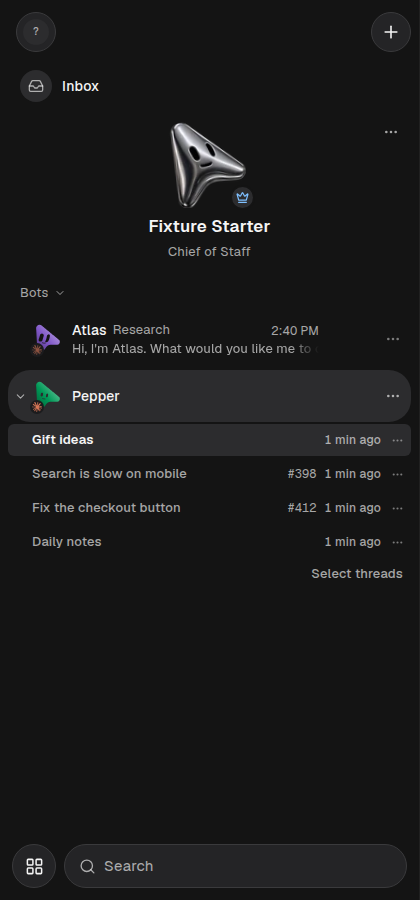 ?
Inbox
Fixture Starter
Chief of Staff
Bots
Atlas Research 2:40 PM
Hi, I'm Atlas. What would you like me to
Pepper
Gift ideas 1 min ago
Search is slow on mobile #398 1 min ago
Fix the checkout button #412 1 min ago
Daily notes 1 min ago
Select threads
Search